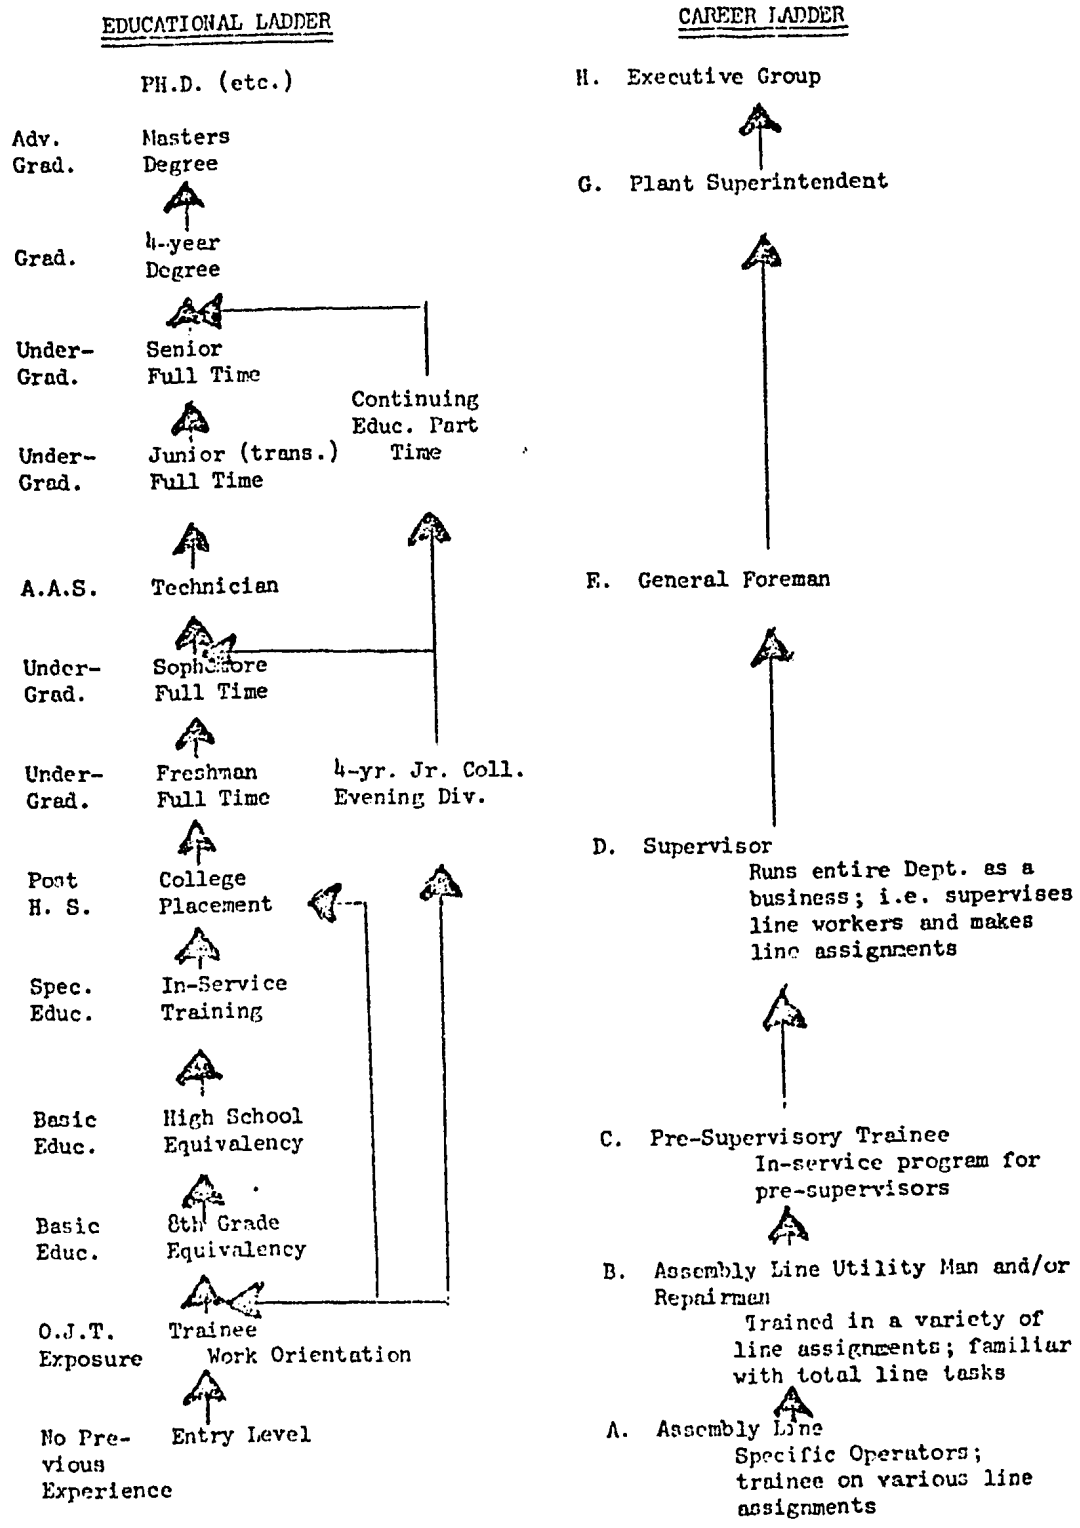 EDUCATIONAL LADDER
PH.D. (etc.)
Adv. Masters
Grad. Degree
Grad. 4-year
Degree
Under- Senior
Grad. Full Time
Continuing
Educ. Part
Time
Under- Junior (trans.)
Grad. Full Time
A.A.S. Technician
Under- Sophomore
Grad. Full Time
Under- Freshman
Grad. Full Time
4-yr. Jr. Coll.
Evening Div.
Post College
H. S. Placement
Spec. In-Service
Educ. Training
Basic High School
Educ. Equivalency
Basic 8th Grade
Educ. Equivalency
O.J.T. Trainee
Exposure Work Orientation
No Pre- Entry Level
vious
Experience
CAREER LADDER
H. Executive Group
G. Plant Superintendent
E. General Foreman
D. Supervisor
Runs entire Dept. as a
business; i.e. supervises
line workers and makes
line assignments
C. Pre-Supervisory Trainee
In-service program for
pre-supervisors
B. Assembly Line Utility Man and/or
Repairman
Trained in a variety of
line assignments; familiar
with total line tasks
A. Assembly Line
Specific Operators;
trainee on various line
assignments